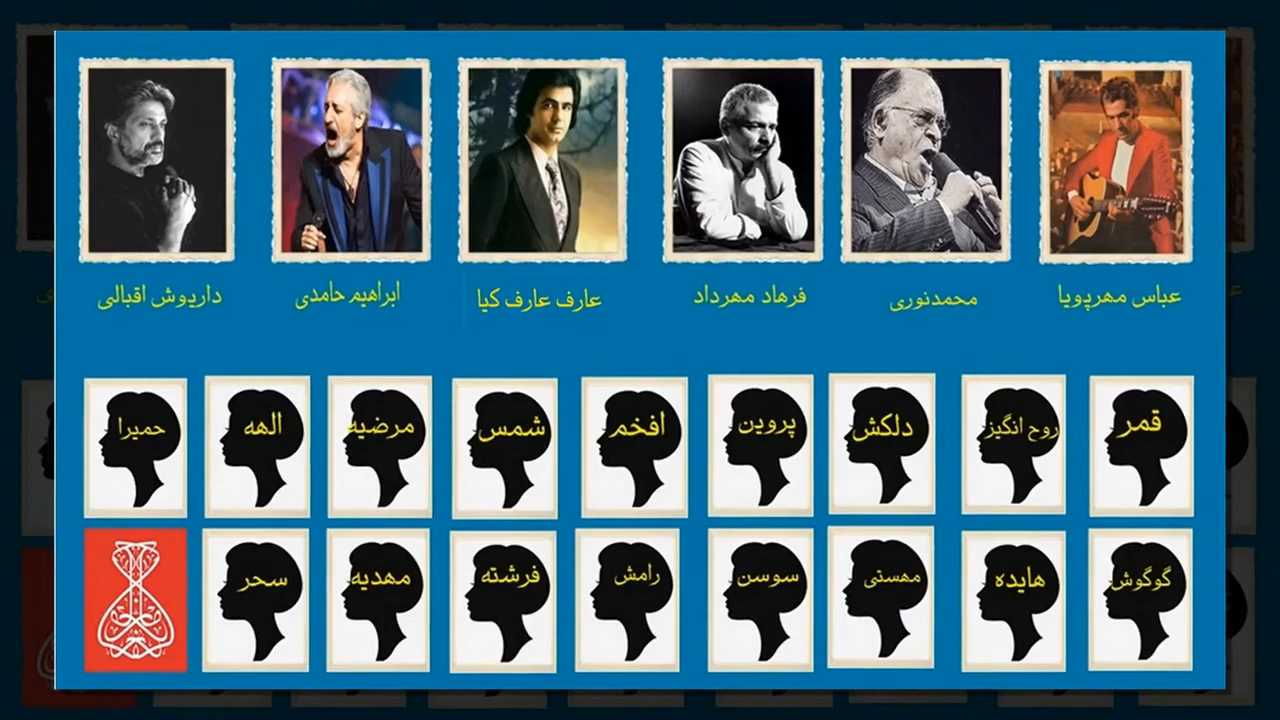 عباس مهرپویا
محمدنوری
فرهاد مهرداد
عارف عارف کیا
ابراهیم حامدی
داریوش اقبالی
قمر
روح انگیز
دلکش
پروین
افخم
شمس
مرضیه
الهه
حمیرا
گوگوش
هایده
مهستی
سوسن
رامش
فرشته
مهدیه
سحر